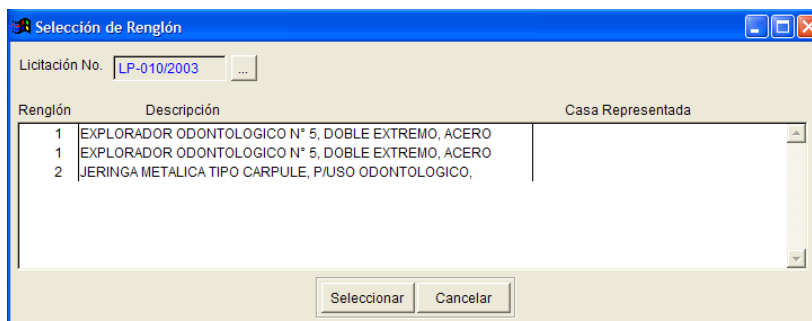 Selección de Renglón
Licitación No. LP-010/2003 ...
Renglón Descripción Casa Representada
1 EXPLORADOR ODONTOLOGICO N° 5, DOBLE EXTREMO, ACERO
1 EXPLORADOR ODONTOLOGICO N° 5, DOBLE EXTREMO, ACERO
2 JERINGA METALICA TIPO CARPULE, P/USO ODONTOLOGICO,
Seleccionar Cancelar